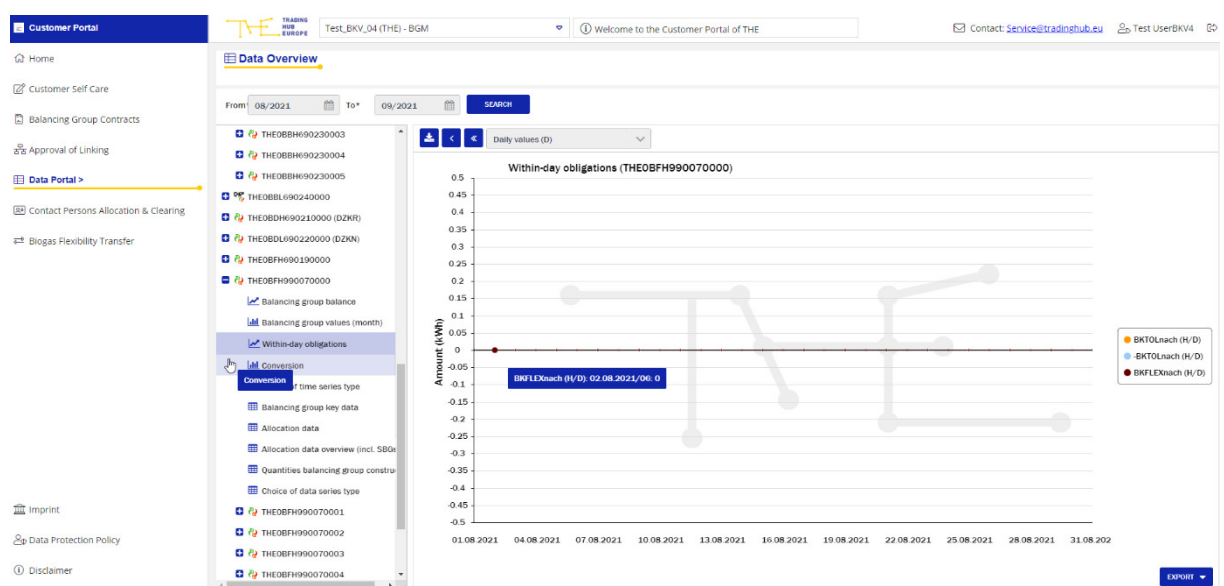 Customer Portal
TRADING
HUB
EUROPE
Test_BKV_04 (THE) - BGM
Welcome to the Customer Portal of THE
Contact: Service@tradinghub.eu
Test UserBKV4
Home
Customer Self Care
Balancing Group Contracts
Approval of Linking
Data Portal >
Contact Persons Allocation & Clearing
Biogas Flexibility Transfer
Imprint
Data Protection Policy
Disclaimer
Data Overview
From* 08/2021 To* 09/2021 SEARCH
THE0BBH690230003
THE0BBH690230004
THE0BBH690230005
THE0BBL690240000
THE0BDH690210000 (DZKR)
THE0BDL690220000 (DZKN)
THE0BFH690190000
THE0BFH990070000
Balancing group balance
Balancing group values (month)
Within-day obligations
Conversion
Conversion
of time series type
Balancing group key data
Allocation data
Allocation data overview (incl. SBGs
Quantities balancing group constru
Choice of data series type
THE0BFH990070001
THE0BFH990070002
THE0BFH990070003
THE0BFH990070004
Daily values (D)
Within-day obligations (THE0BFH990070000)
Amount (kWh)
0.5
0.45
0.4
0.35
0.3
0.25
0.2
0.15
0.1
0.05
0
-0.05
-0.1
-0.15
-0.2
-0.25
-0.3
-0.35
-0.4
-0.45
-0.5
BKFLEXnach (H/D): 02.08.2021/06: 0
01.08.2021 04.08.2021 07.08.2021 10.08.2021 13.08.2021 16.08.2021 19.08.2021 22.08.2021 25.08.2021 28.08.2021 31.08.202
BKTOLnach (H/D)
-BKTOLnach (H/D)
BKFLEXnach (H/D)
EXPORT